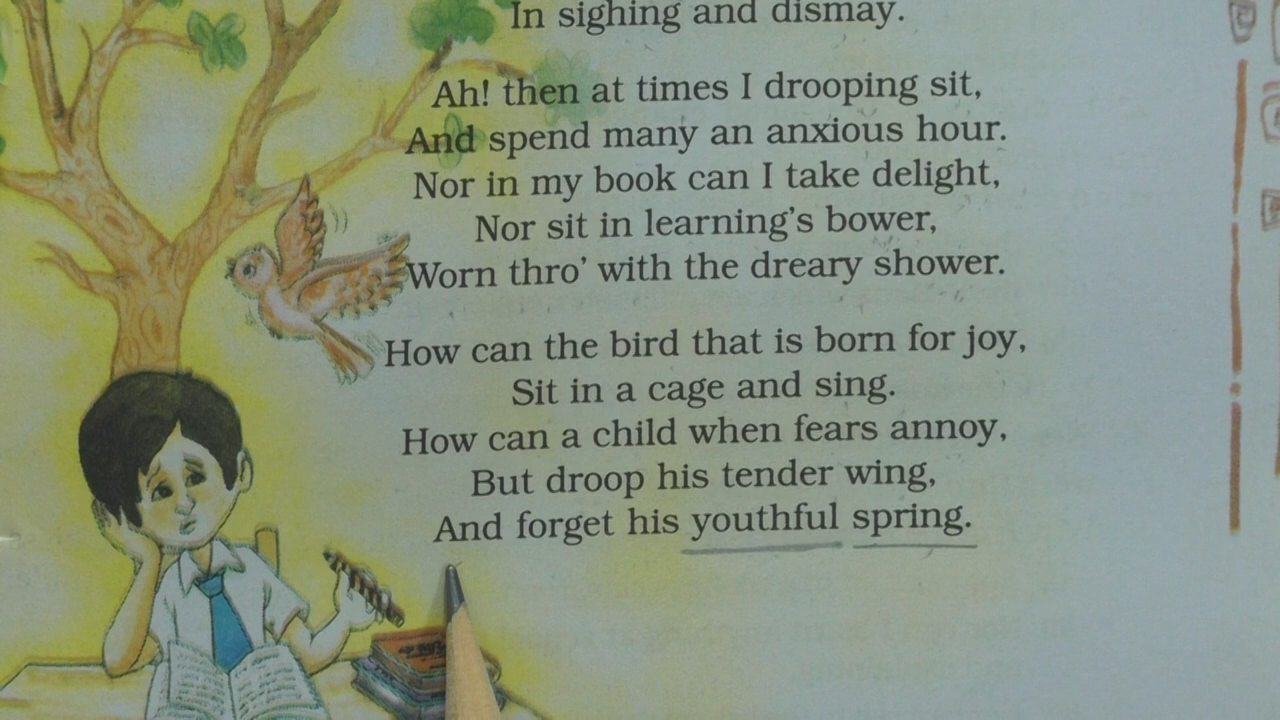 In sighing and dismay.
Ah! then at times I drooping sit,
And spend many an anxious hour.
Nor in my book can I take delight,
Nor sit in learning's bower,
Worn thro' with the dreary shower.
How can the bird that is born for joy,
Sit in a cage and sing.
How can a child when fears annoy,
But droop his tender wing,
And forget his youthful spring.